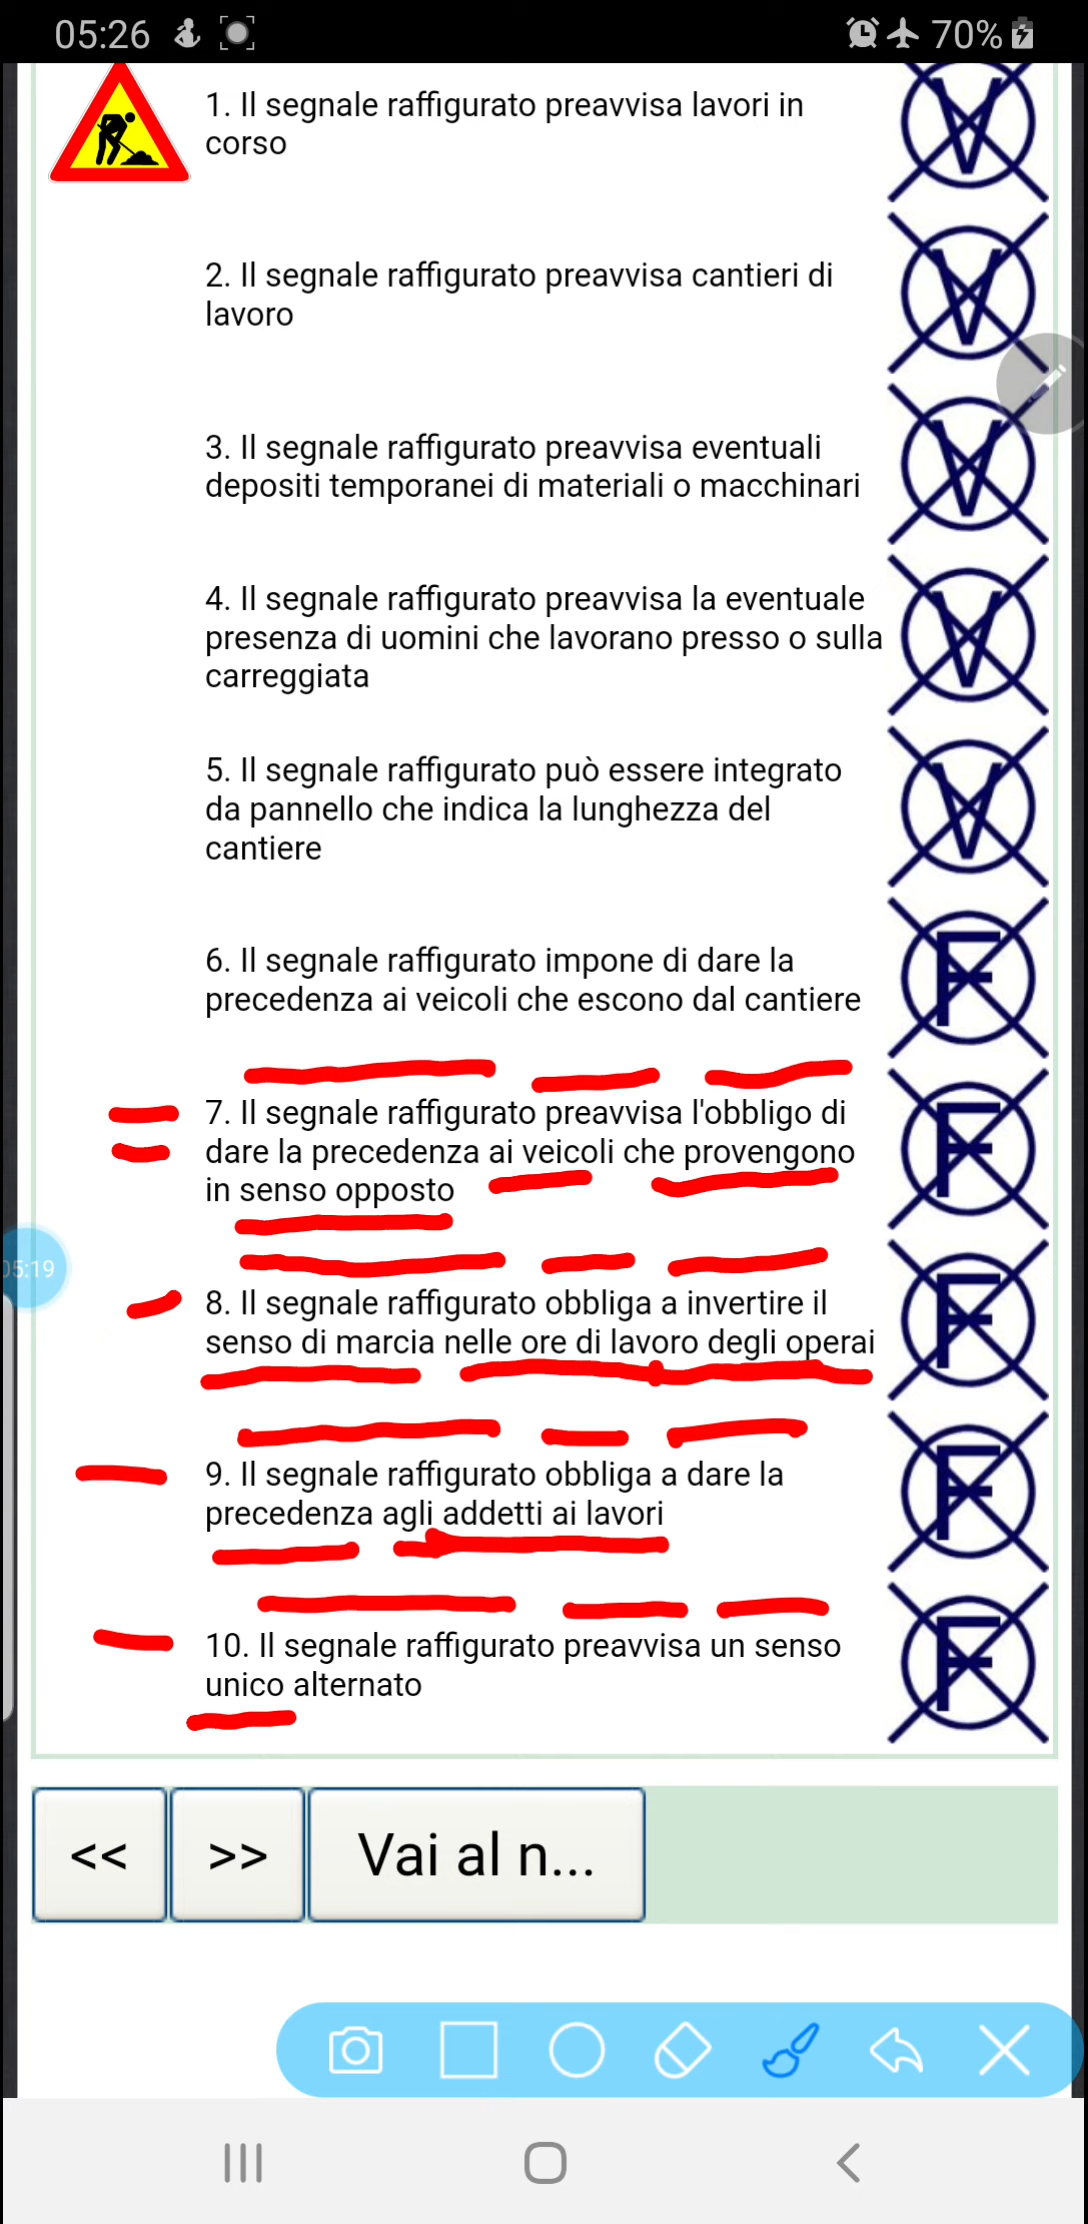 05:26 70%
1. Il segnale raffigurato preavvisa lavori in
corso
V
2. Il segnale raffigurato preavvisa cantieri di
lavoro
V
3. Il segnale raffigurato preavvisa eventuali
depositi temporanei di materiali o macchinari
V
4. Il segnale raffigurato preavvisa la eventuale
presenza di uomini che lavorano presso o sulla
carreggiata
V
5. Il segnale raffigurato può essere integrato
da pannello che indica la lunghezza del
cantiere
V
6. Il segnale raffigurato impone di dare la
precedenza ai veicoli che escono dal cantiere
F
7. Il segnale raffigurato preavvisa l'obbligo di
dare la precedenza ai veicoli che provengono
in senso opposto
F
05:19
8. Il segnale raffigurato obbliga a invertire il
senso di marcia nelle ore di lavoro degli operai
F
9. Il segnale raffigurato obbliga a dare la
precedenza agli addetti ai lavori
F
10. Il segnale raffigurato preavvisa un senso
unico alternato
F
<< >> Vai al n...